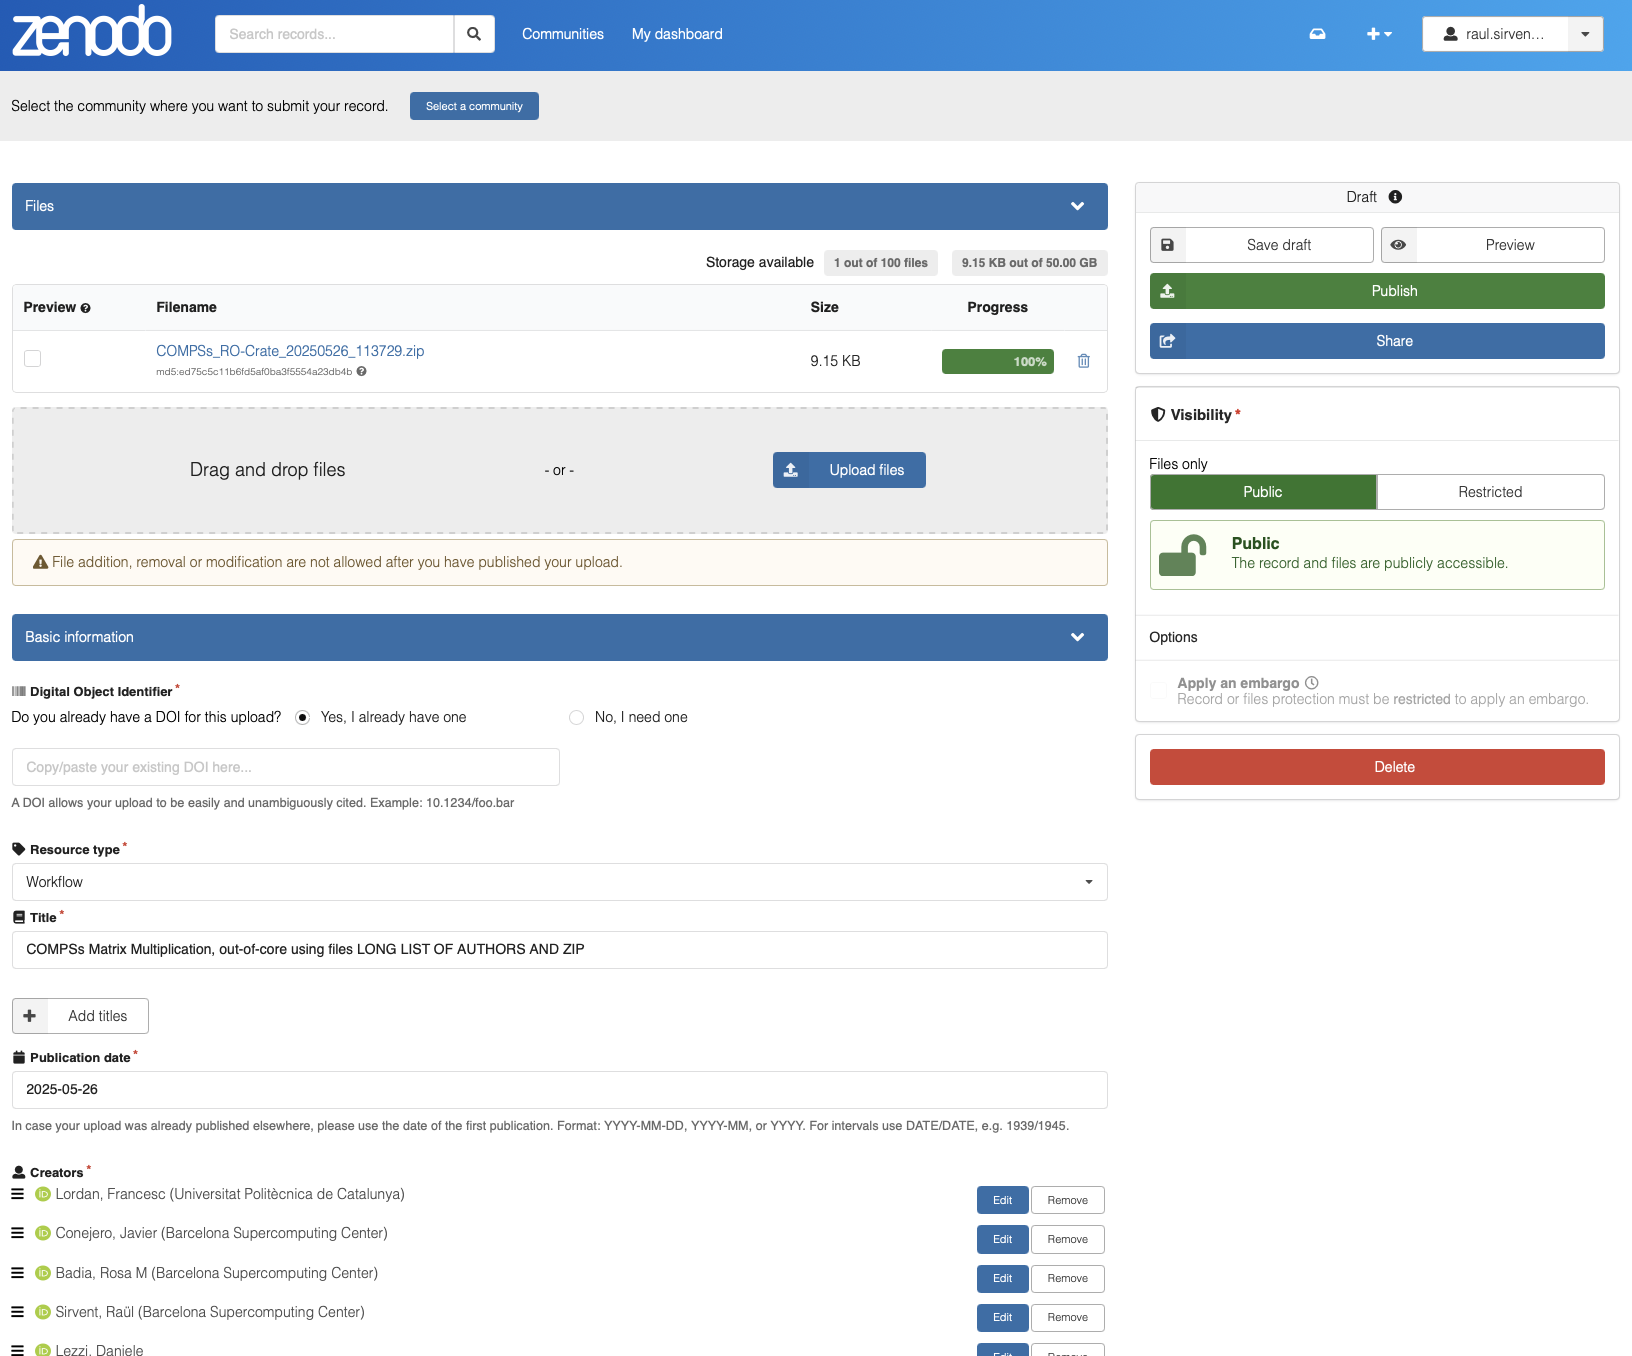 zenodo
Search records...
Communities
My dashboard
raul.sirven...
Select the community where you want to submit your record.
Select a community
Files
Storage available
1 out of 100 files
9.15 KB out of 50.00 GB
Preview
Filename
Size
Progress
COMPSs_RO-Crate_20250526_113729.zip
9.15 KB
100%
md5:ed75c5c11b6fd5af0ba3f5554a23db4b
Drag and drop files
- or -
Upload files
File addition, removal or modification are not allowed after you have published your upload.
Basic information
Digital Object Identifier *
Do you already have a DOI for this upload?
Yes, I already have one
No, I need one
Copy/paste your existing DOI here...
A DOI allows your upload to be easily and unambiguously cited. Example: 10.1234/foo.bar
Resource type *
Workflow
Title *
COMPSs Matrix Multiplication, out-of-core using files LONG LIST OF AUTHORS AND ZIP
Add titles
Publication date *
2025-05-26
In case your upload was already published elsewhere, please use the date of the first publication. Format: YYYY-MM-DD, YYYY-MM, or YYYY. For intervals use DATE/DATE, e.g. 1939/1945.
Creators *
Lordan, Francesc (Universitat Politècnica de Catalunya)
Edit
Remove
Conejero, Javier (Barcelona Supercomputing Center)
Edit
Remove
Badia, Rosa M (Barcelona Supercomputing Center)
Edit
Remove
Sirvent, Raül (Barcelona Supercomputing Center)
Edit
Remove
Lezzi, Daniele
Edit
Remove
Draft
Save draft
Preview
Publish
Share
Visibility *
Files only
Public
Restricted
Public
The record and files are publicly accessible.
Options
Apply an embargo
Record or files protection must be restricted to apply an embargo.
Delete